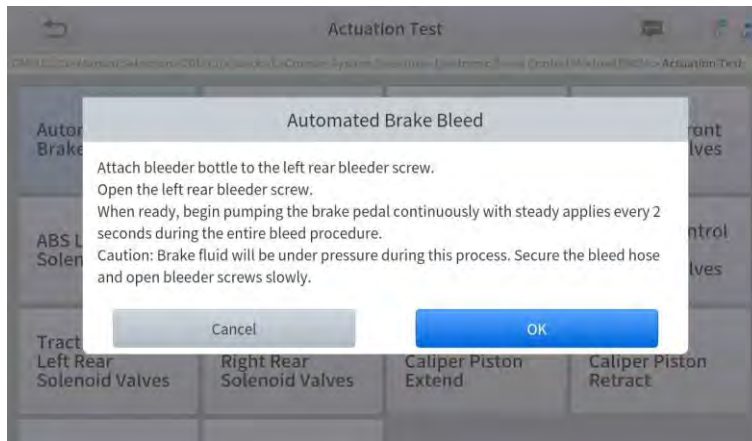 Actuation Test
Automated Brake Bleed
Attach bleeder bottle to the left rear bleeder screw.
Open the left rear bleeder screw.
When ready, begin pumping the brake pedal continuously with steady applies every 2
seconds during the entire bleed procedure.
Caution: Brake fluid will be under pressure during this process. Secure the bleed hose
and open bleeder screws slowly.
Cancel
OK
Left Rear
Solenoid Valves
Right Rear
Solenoid Valves
Caliper Piston
Extend
Caliper Piston
Retract